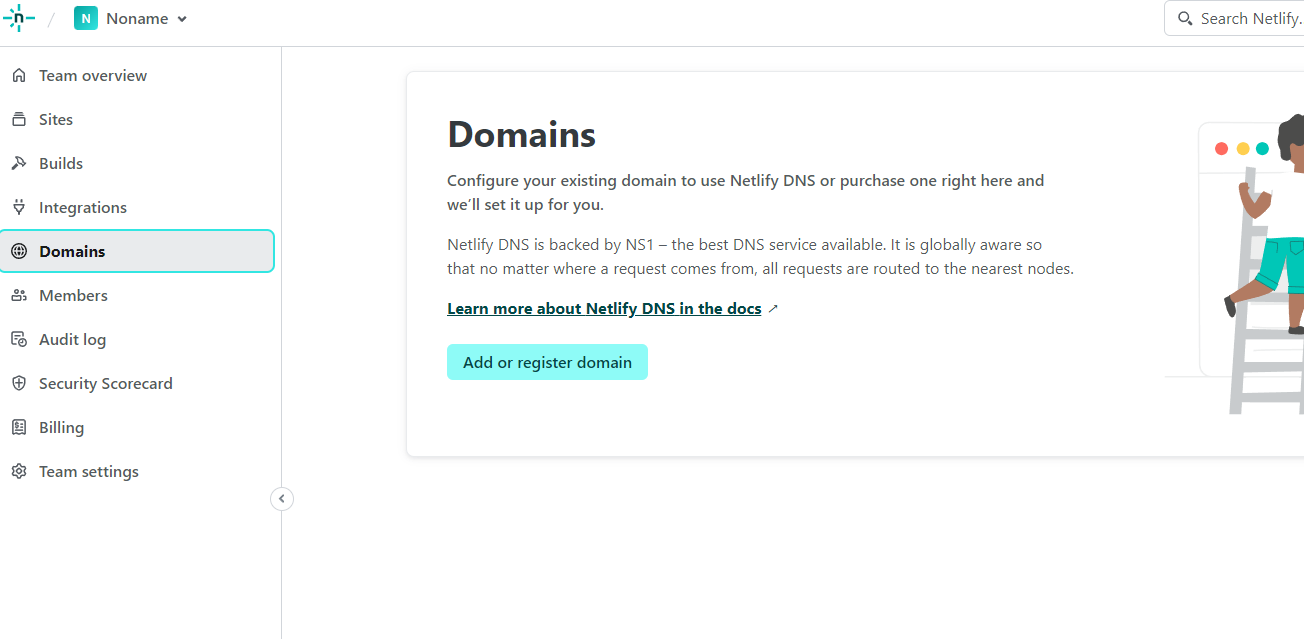 n / N Noname
Search Netlify.
Team overview
Sites
Builds
Integrations
Domains
Members
Audit log
Security Scorecard
Billing
Team settings
Domains
Configure your existing domain to use Netlify DNS or purchase one right here and
we’ll set it up for you.
Netlify DNS is backed by NS1 – the best DNS service available. It is globally aware so
that no matter where a request comes from, all requests are routed to the nearest nodes.
Learn more about Netlify DNS in the docs ↗
Add or register domain